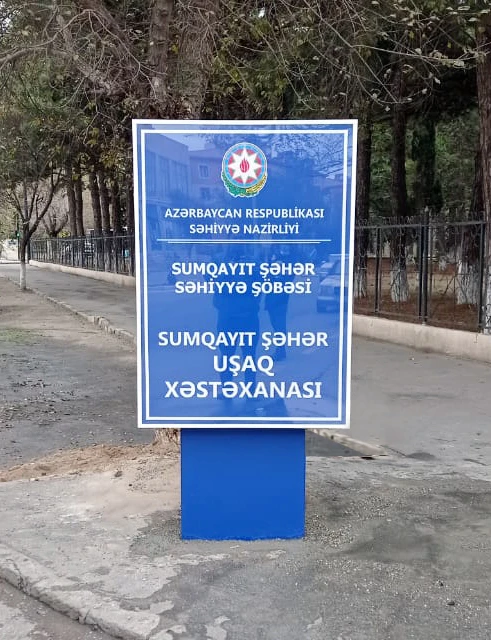 AZƏRBAYCAN RESPUBLİKASI
SƏHİYYƏ NAZİRLİYİ
SUMQAYIT ŞƏHƏR
SƏHİYYƏ ŞÖBƏSİ
SUMQAYIT ŞƏHƏR
UŞAQ
XƏSTƏXANASI